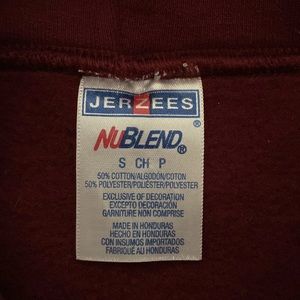 JERZEES
®
NUBLEND®
S CH P
50% COTTON/ALGODÓN/COTON
50% POLYESTER/POLIÉSTER/POLYESTER
EXCLUSIVE OF DECORATION
EXCEPTO DECORACIÓN
GARNITURE NON COMPRISE
MADE IN HONDURAS
HECHO EN HONDURAS
CON INSUMOS IMPORTADOS
FABRIQUÉ AU HONDURAS